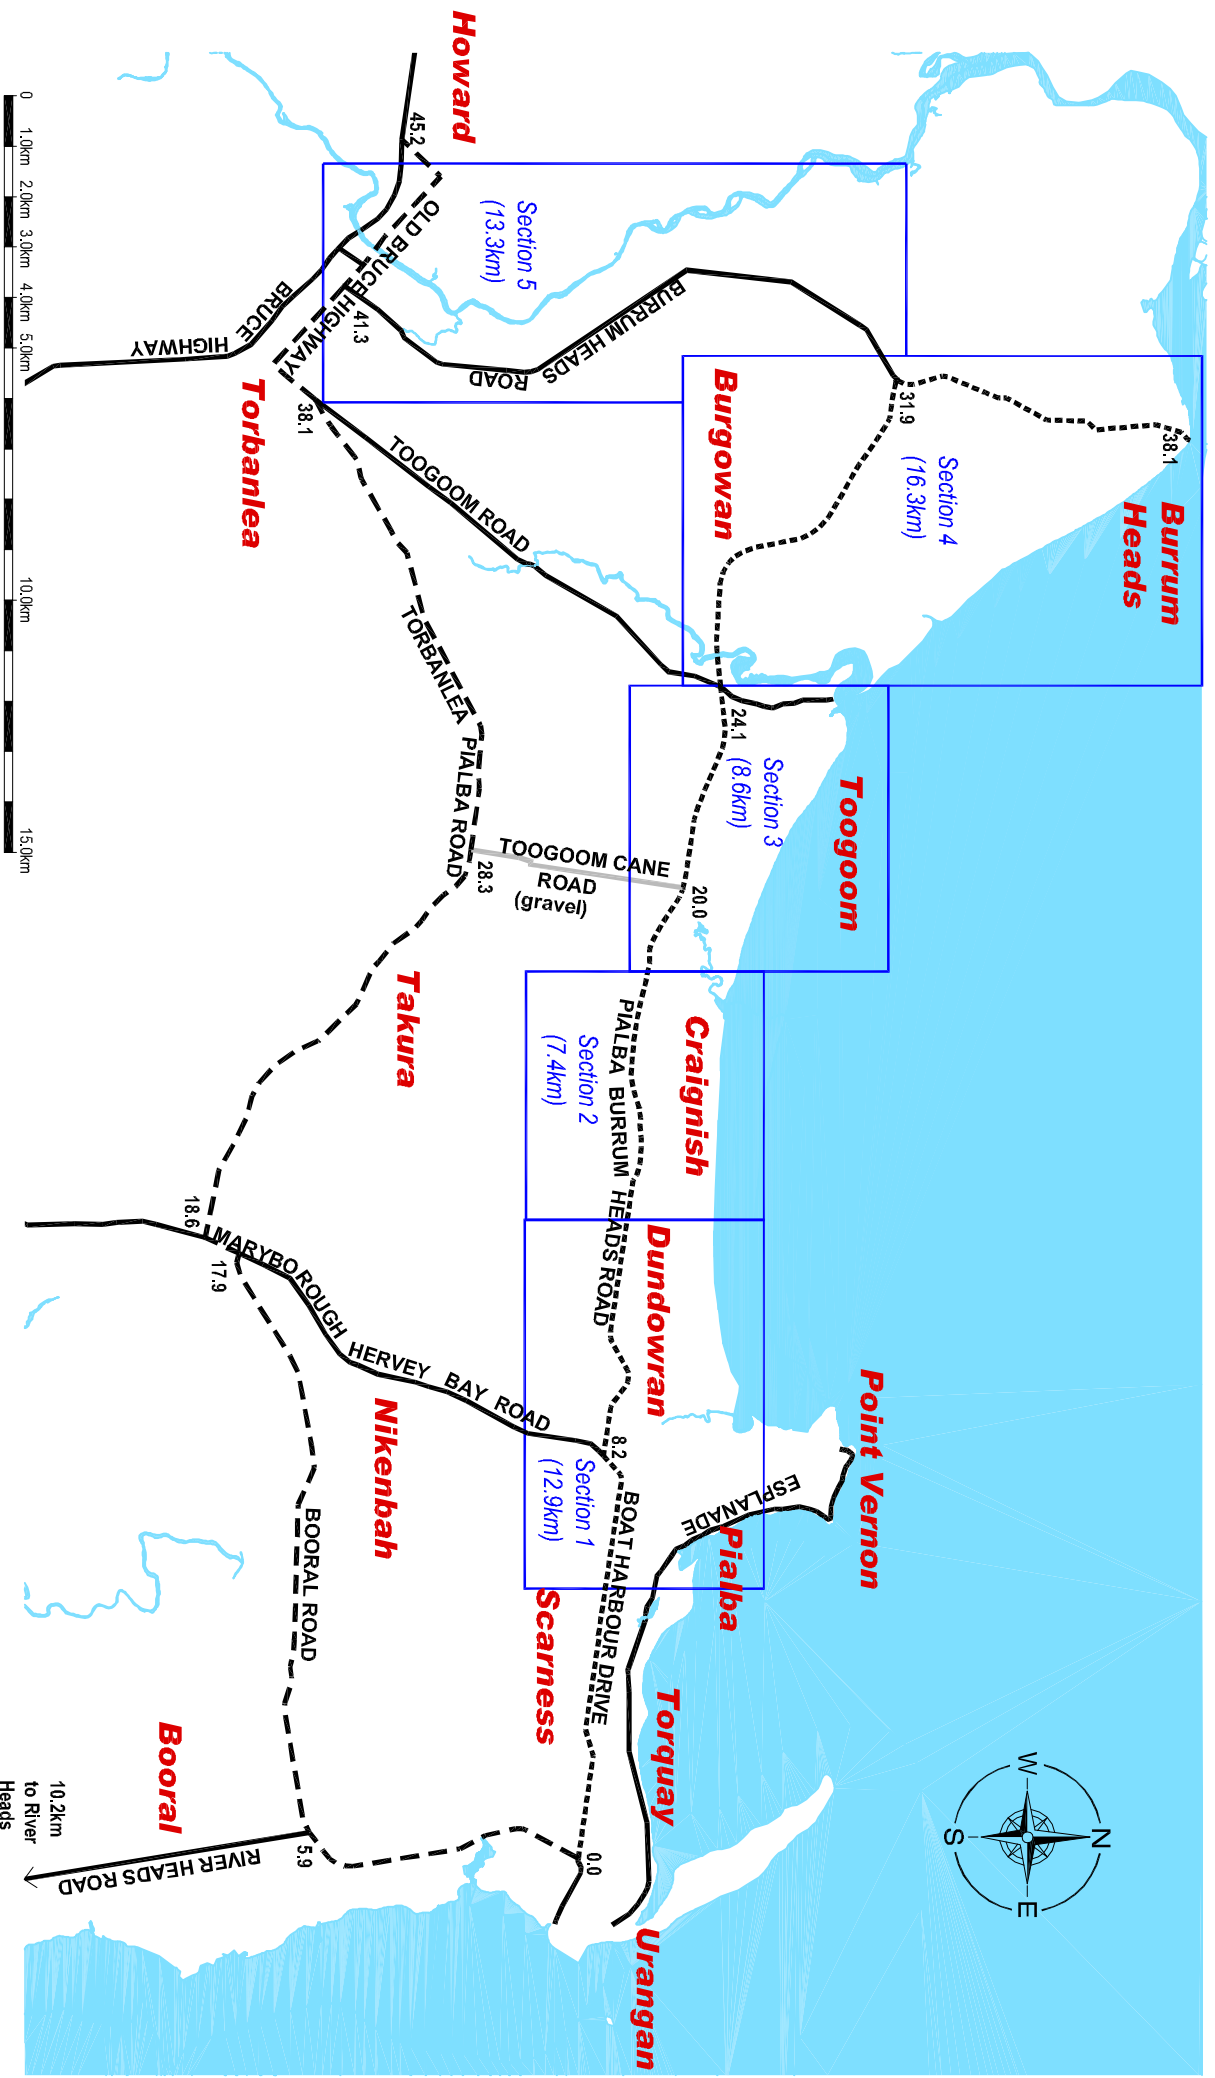 Burrum
Heads
38.1
Section 4
(16.3km)
31.9
Burgowan
Howard
45.2
Section 5
(13.3km)
OLD BRUCE HIGHWAY
BURRUM HEADS
ROAD
41.3
BRUCE
HIGHWAY
Torbanlea
38.1
TOOGOOM ROAD
TORBANLEA PIALBA ROAD
24.1
Section 3
(8.6km)
Toogoom
TOOGOOM CANE
ROAD
(gravel)
20.0
28.3
Takura
Craignish
PIALBA BURRUM HEADS ROAD
Section 2
(7.4km)
Dundowran
18.6
17.9
MARYBOROUGH HERVEY BAY ROAD
Nikenbah
8.2
Section 1
(12.9km)
Point Vernon
ESPLANADE
Pialba
BOAT HARBOUR DRIVE
Scarness
Torquay
BOORAL ROAD
Booral
0.0
5.9
RIVER HEADS ROAD
10.2km
to River
Heads
Urangan
N
W
E
S
0 1.0km 2.0km 3.0km 4.0km 5.0km 10.0km 15.0km